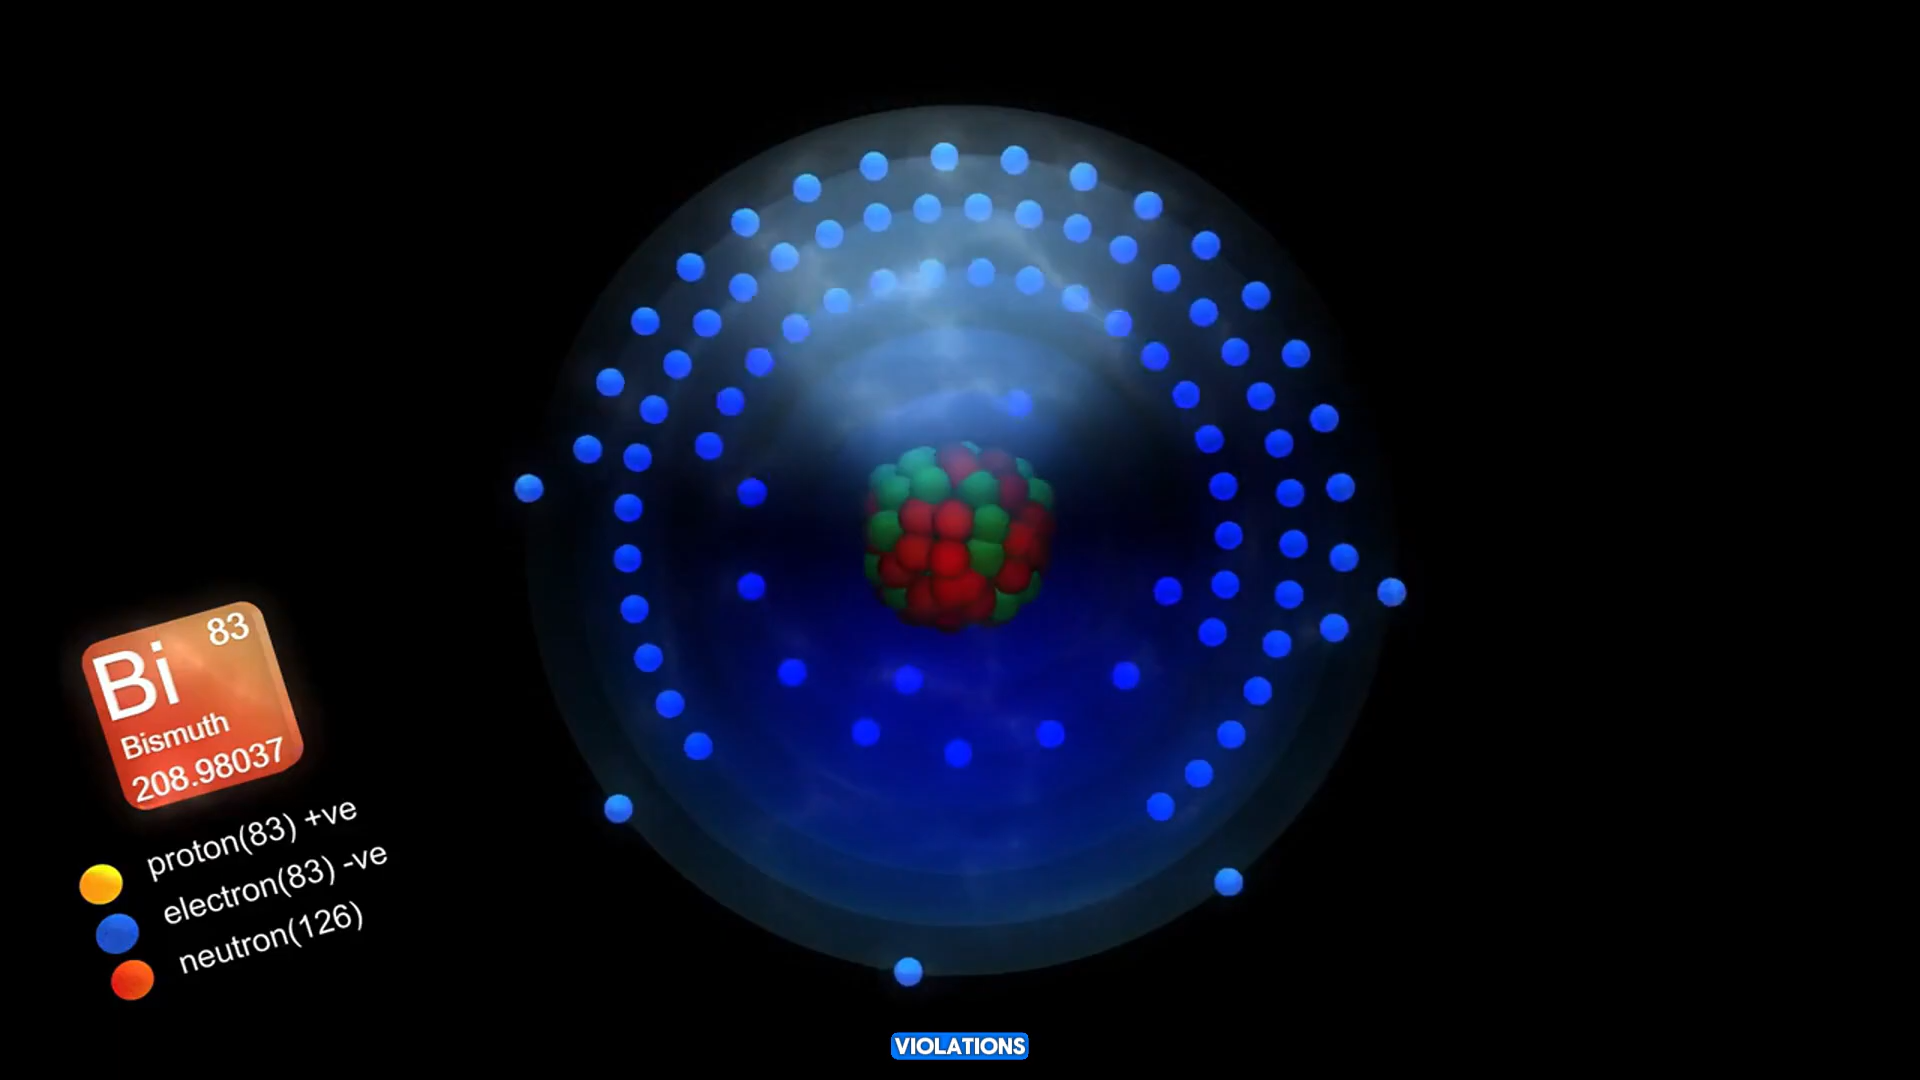 83
Bi
Bismuth
208.98037
proton(83) +ve
electron(83) -ve
neutron(126)
VIOLATIONS